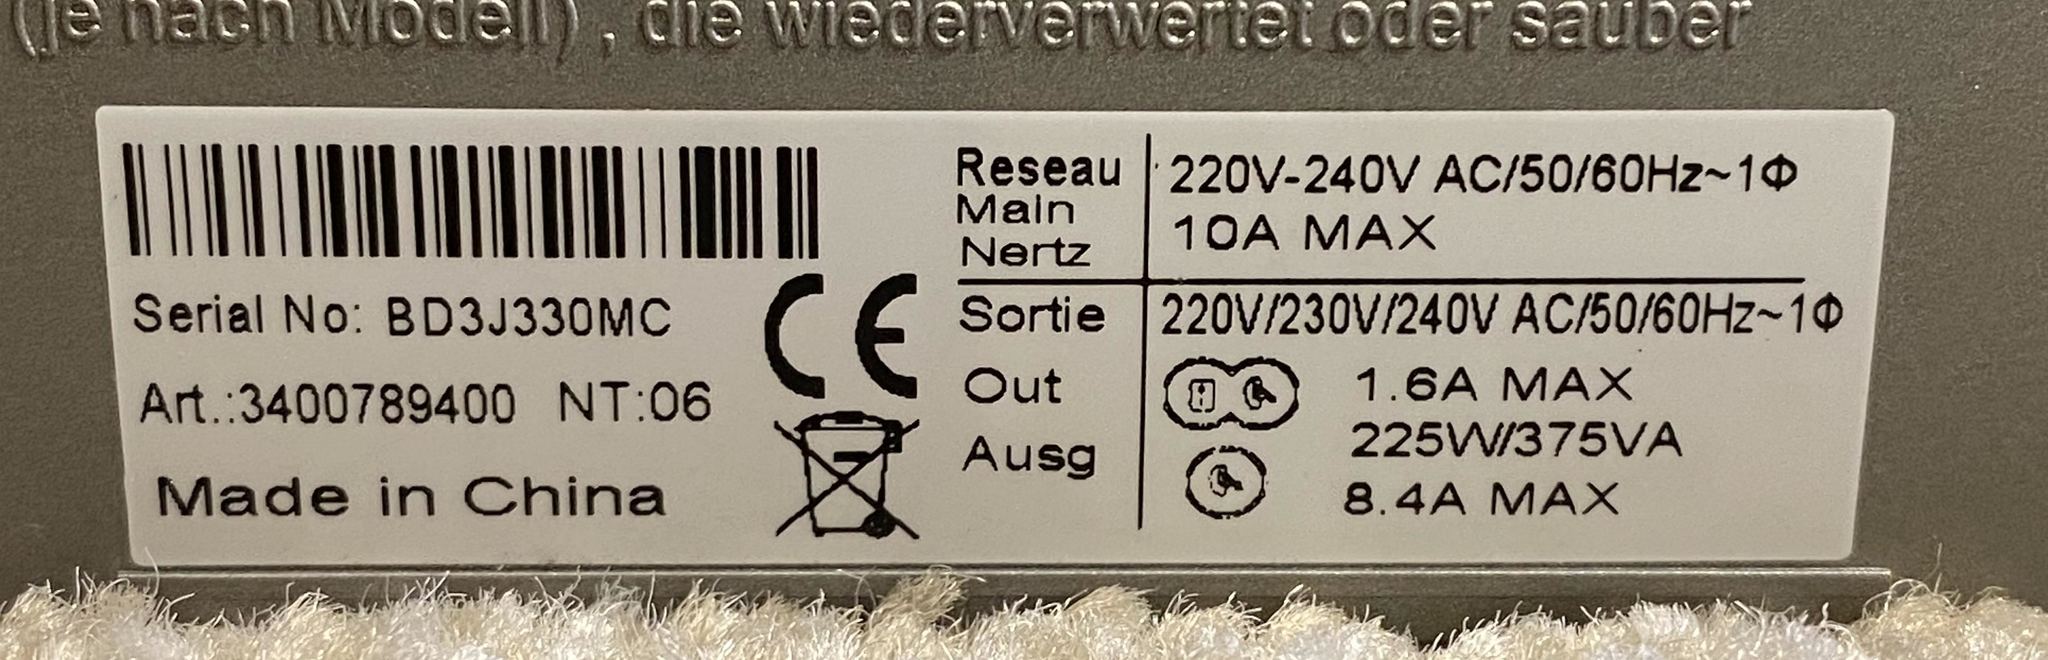 (je nach Modell) , die wiederverwertet oder sauber
Reseau
Main
Nertz
220V-240V AC/50/60Hz~1Φ
10A MAX
Serial No: BD3J330MC
Art.:3400789400 NT:06
Made in China
CE
Sortie
Out
Ausg
220V/230V/240V AC/50/60Hz~1Φ
1.6A MAX
225W/375VA
8.4A MAX